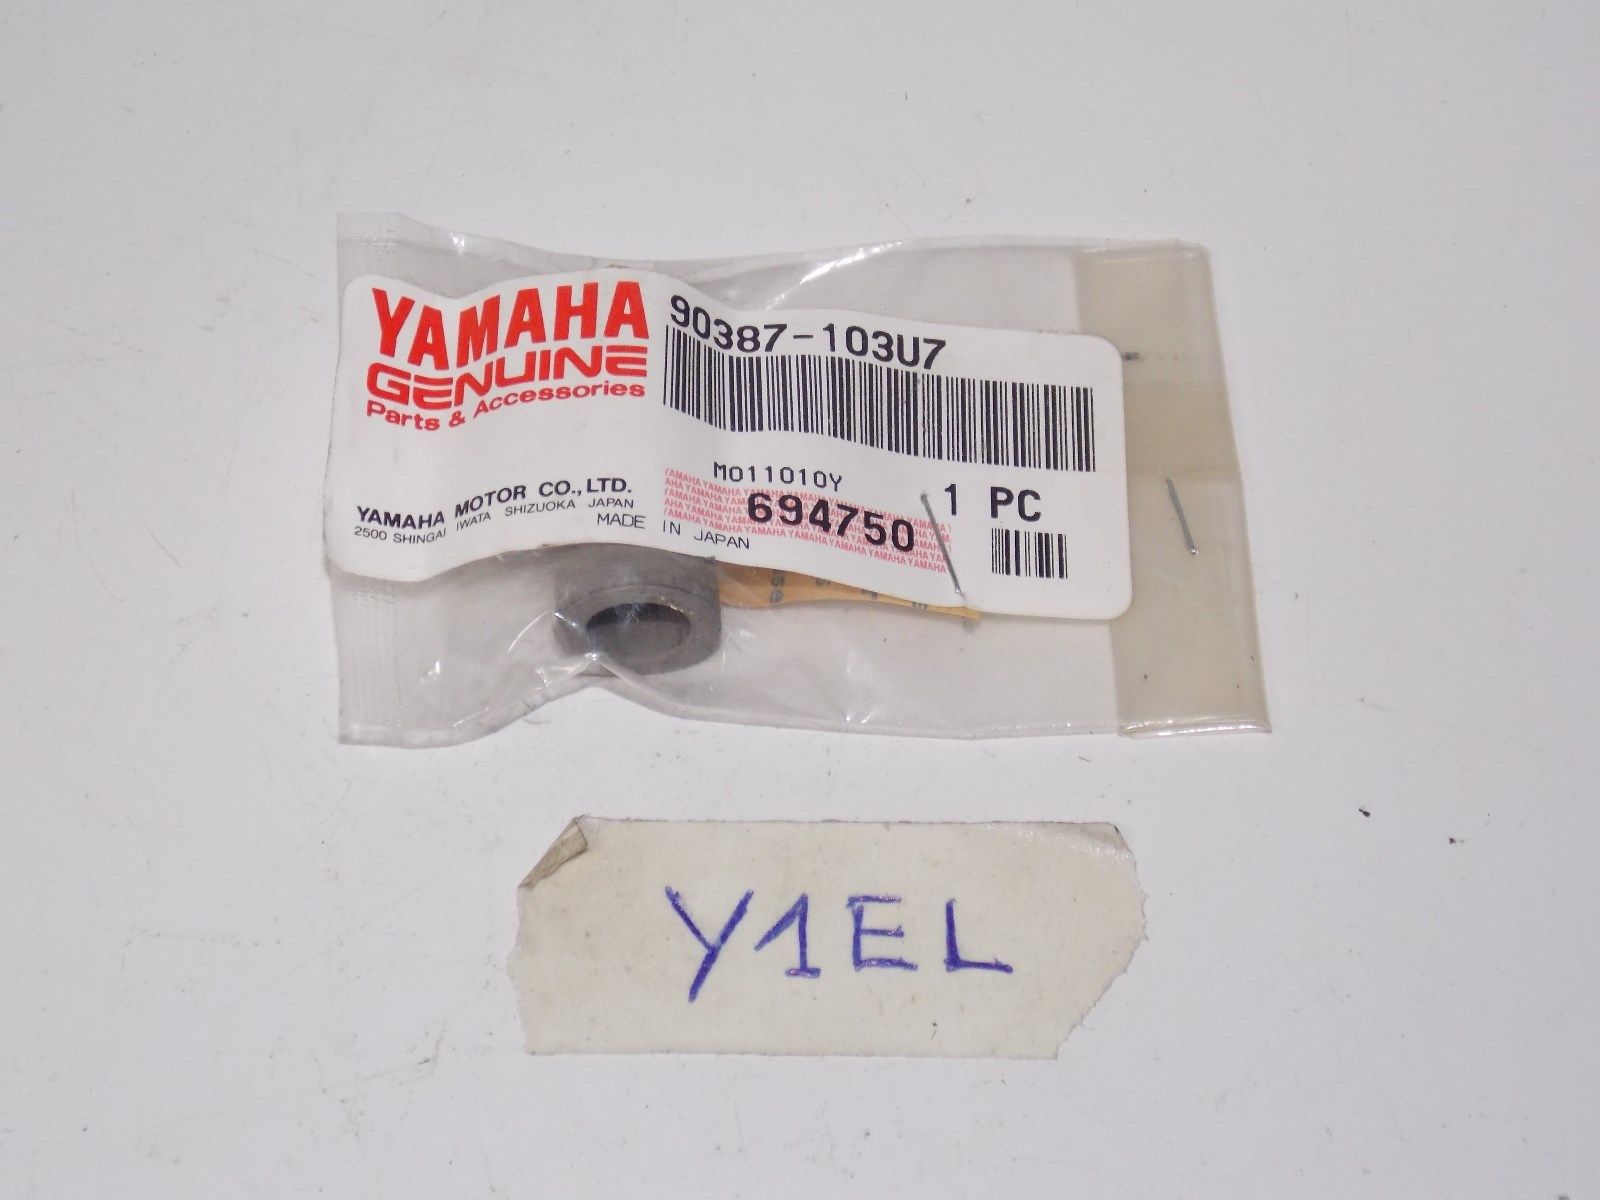 YAMAHA
GENUINE
Parts & Accessories
90387-103U7
M011010Y
694750
1 PC
YAMAHA MOTOR CO., LTD.
2500 SHINGAI IWATA SHIZUOKA JAPAN
MADE IN JAPAN
Y1EL